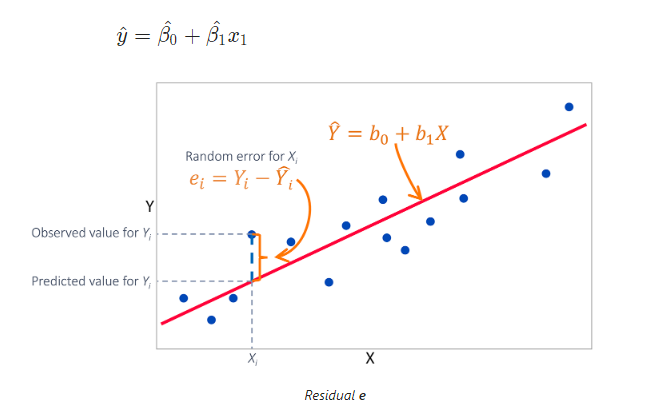 ŷ = β̂₀ + β̂₁x₁
Ŷ = b₀ + b₁X
Random error for Xᵢ
eᵢ = Yᵢ − Ŷᵢ
Y
Observed value for Yᵢ
Predicted value for Yᵢ
Xᵢ
X
Residual e